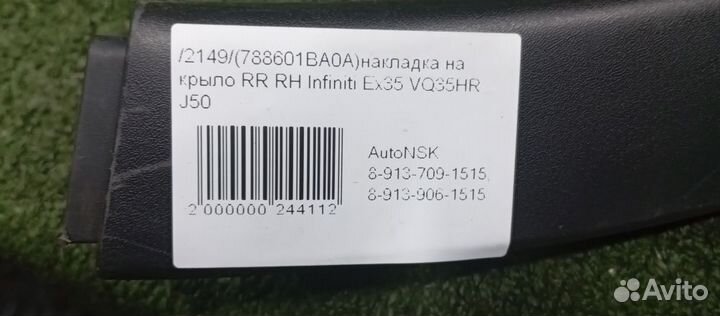 /2149/(788601BA0A)накладка на
крыло RR RH Infiniti Ex35 VQ35HR
J50
AutoNSK
8-913-709-1515,
8-913-906-1515
2 000000 244112
Avito